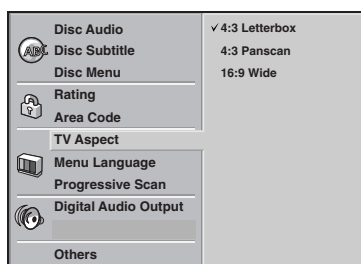 Disc Audio
ABC
Disc Subtitle
Disc Menu
Rating
Area Code
TV Aspect
Menu Language
Progressive Scan
Digital Audio Output
Others
✓4:3 Letterbox
4:3 Panscan
16:9 Wide